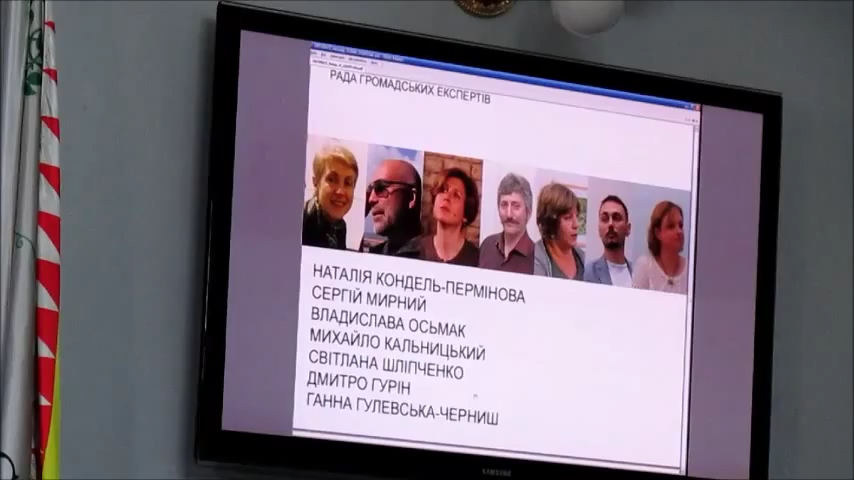 РАДА ГРОМАДСЬКИХ ЕКСПЕРТІВ
НАТАЛІЯ КОНДЕЛЬ-ПЕРМІНОВА
СЕРГІЙ МИРНИЙ
ВЛАДИСЛАВА ОСЬМАК
МИХАЙЛО КАЛЬНИЦЬКИЙ
СВІТЛАНА ШЛІПЧЕНКО
ДМИТРО ГУРІН
ГАННА ГУЛЕВСЬКА-ЧЕРНИШ
SAMSUNG